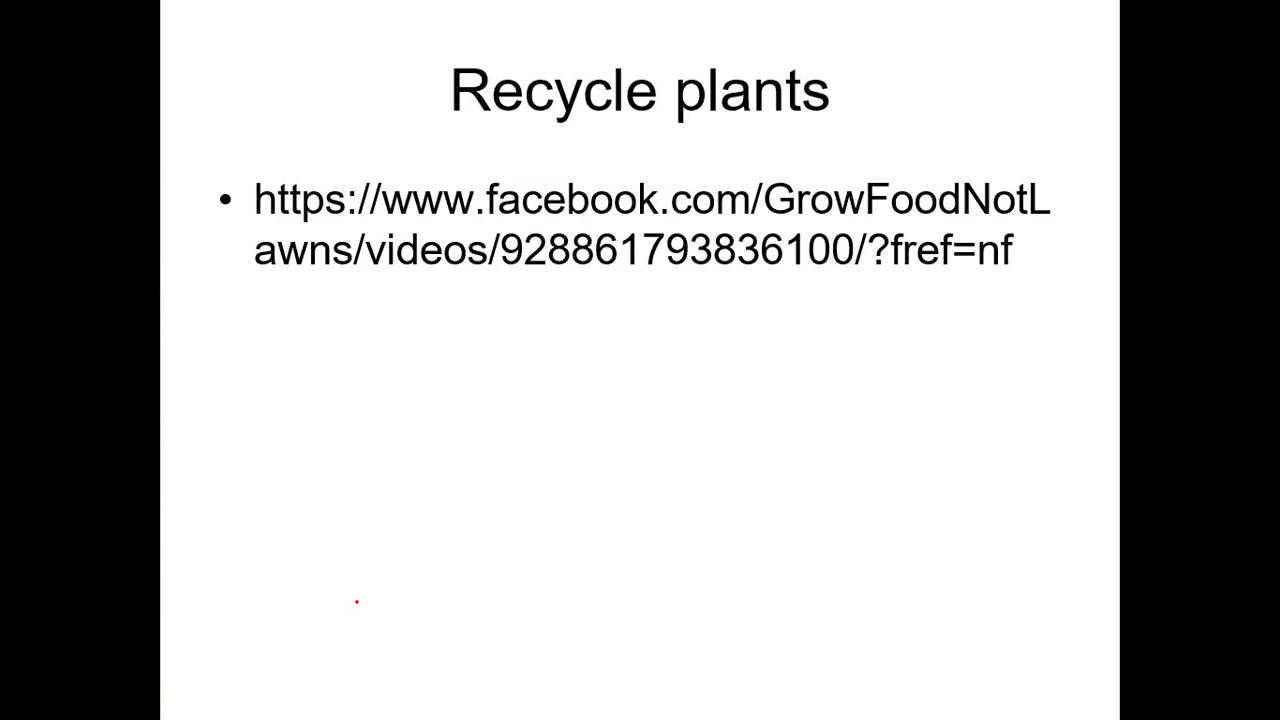 Recycle plants
• https://www.facebook.com/GrowFoodNotL
awns/videos/928861793836100/?fref=nf